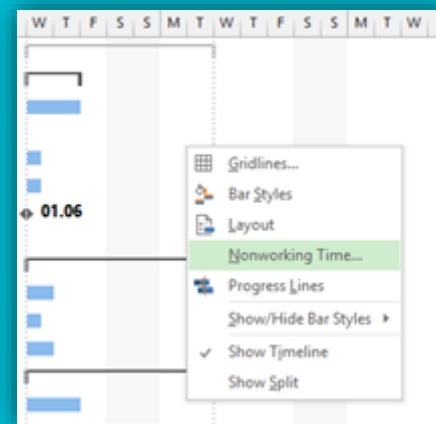 W T F S S M T W T F S S M T W
01.06
Gridlines...
Bar Styles
Layout
Nonworking Time...
Progress Lines
Show/Hide Bar Styles
Show Timeline
Show Split